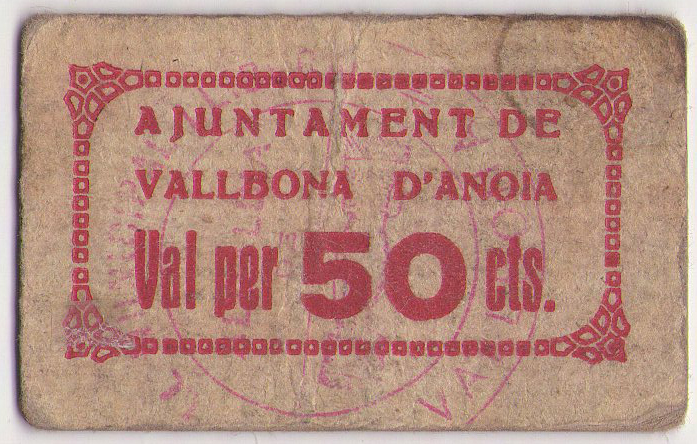 AJUNTAMENT DE
VALLBONA D'ANOIA
Val per 50 cts.